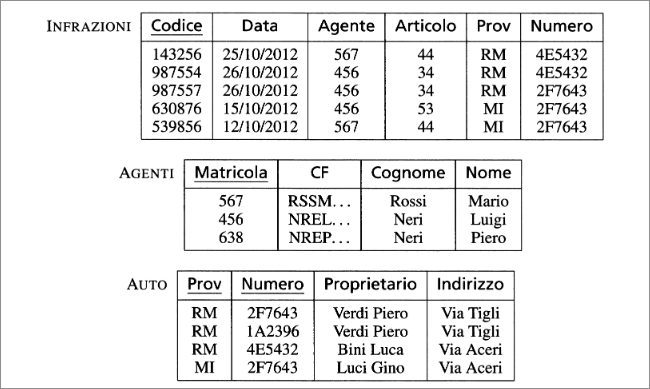 INFRAZIONI Codice Data Agente Articolo Prov Numero
143256 25/10/2012 567 44 RM 4E5432
987554 26/10/2012 456 34 RM 4E5432
987557 26/10/2012 456 34 RM 2F7643
630876 15/10/2012 456 53 MI 2F7643
539856 12/10/2012 567 44 MI 2F7643
AGENTI Matricola CF Cognome Nome
567 RSSM... Rossi Mario
456 NREL... Neri Luigi
638 NREP... Neri Piero
AUTO Prov Numero Proprietario Indirizzo
RM 2F7643 Verdi Piero Via Tigli
RM 1A2396 Verdi Piero Via Tigli
RM 4E5432 Bini Luca Via Aceri
MI 2F7643 Luci Gino Via Aceri